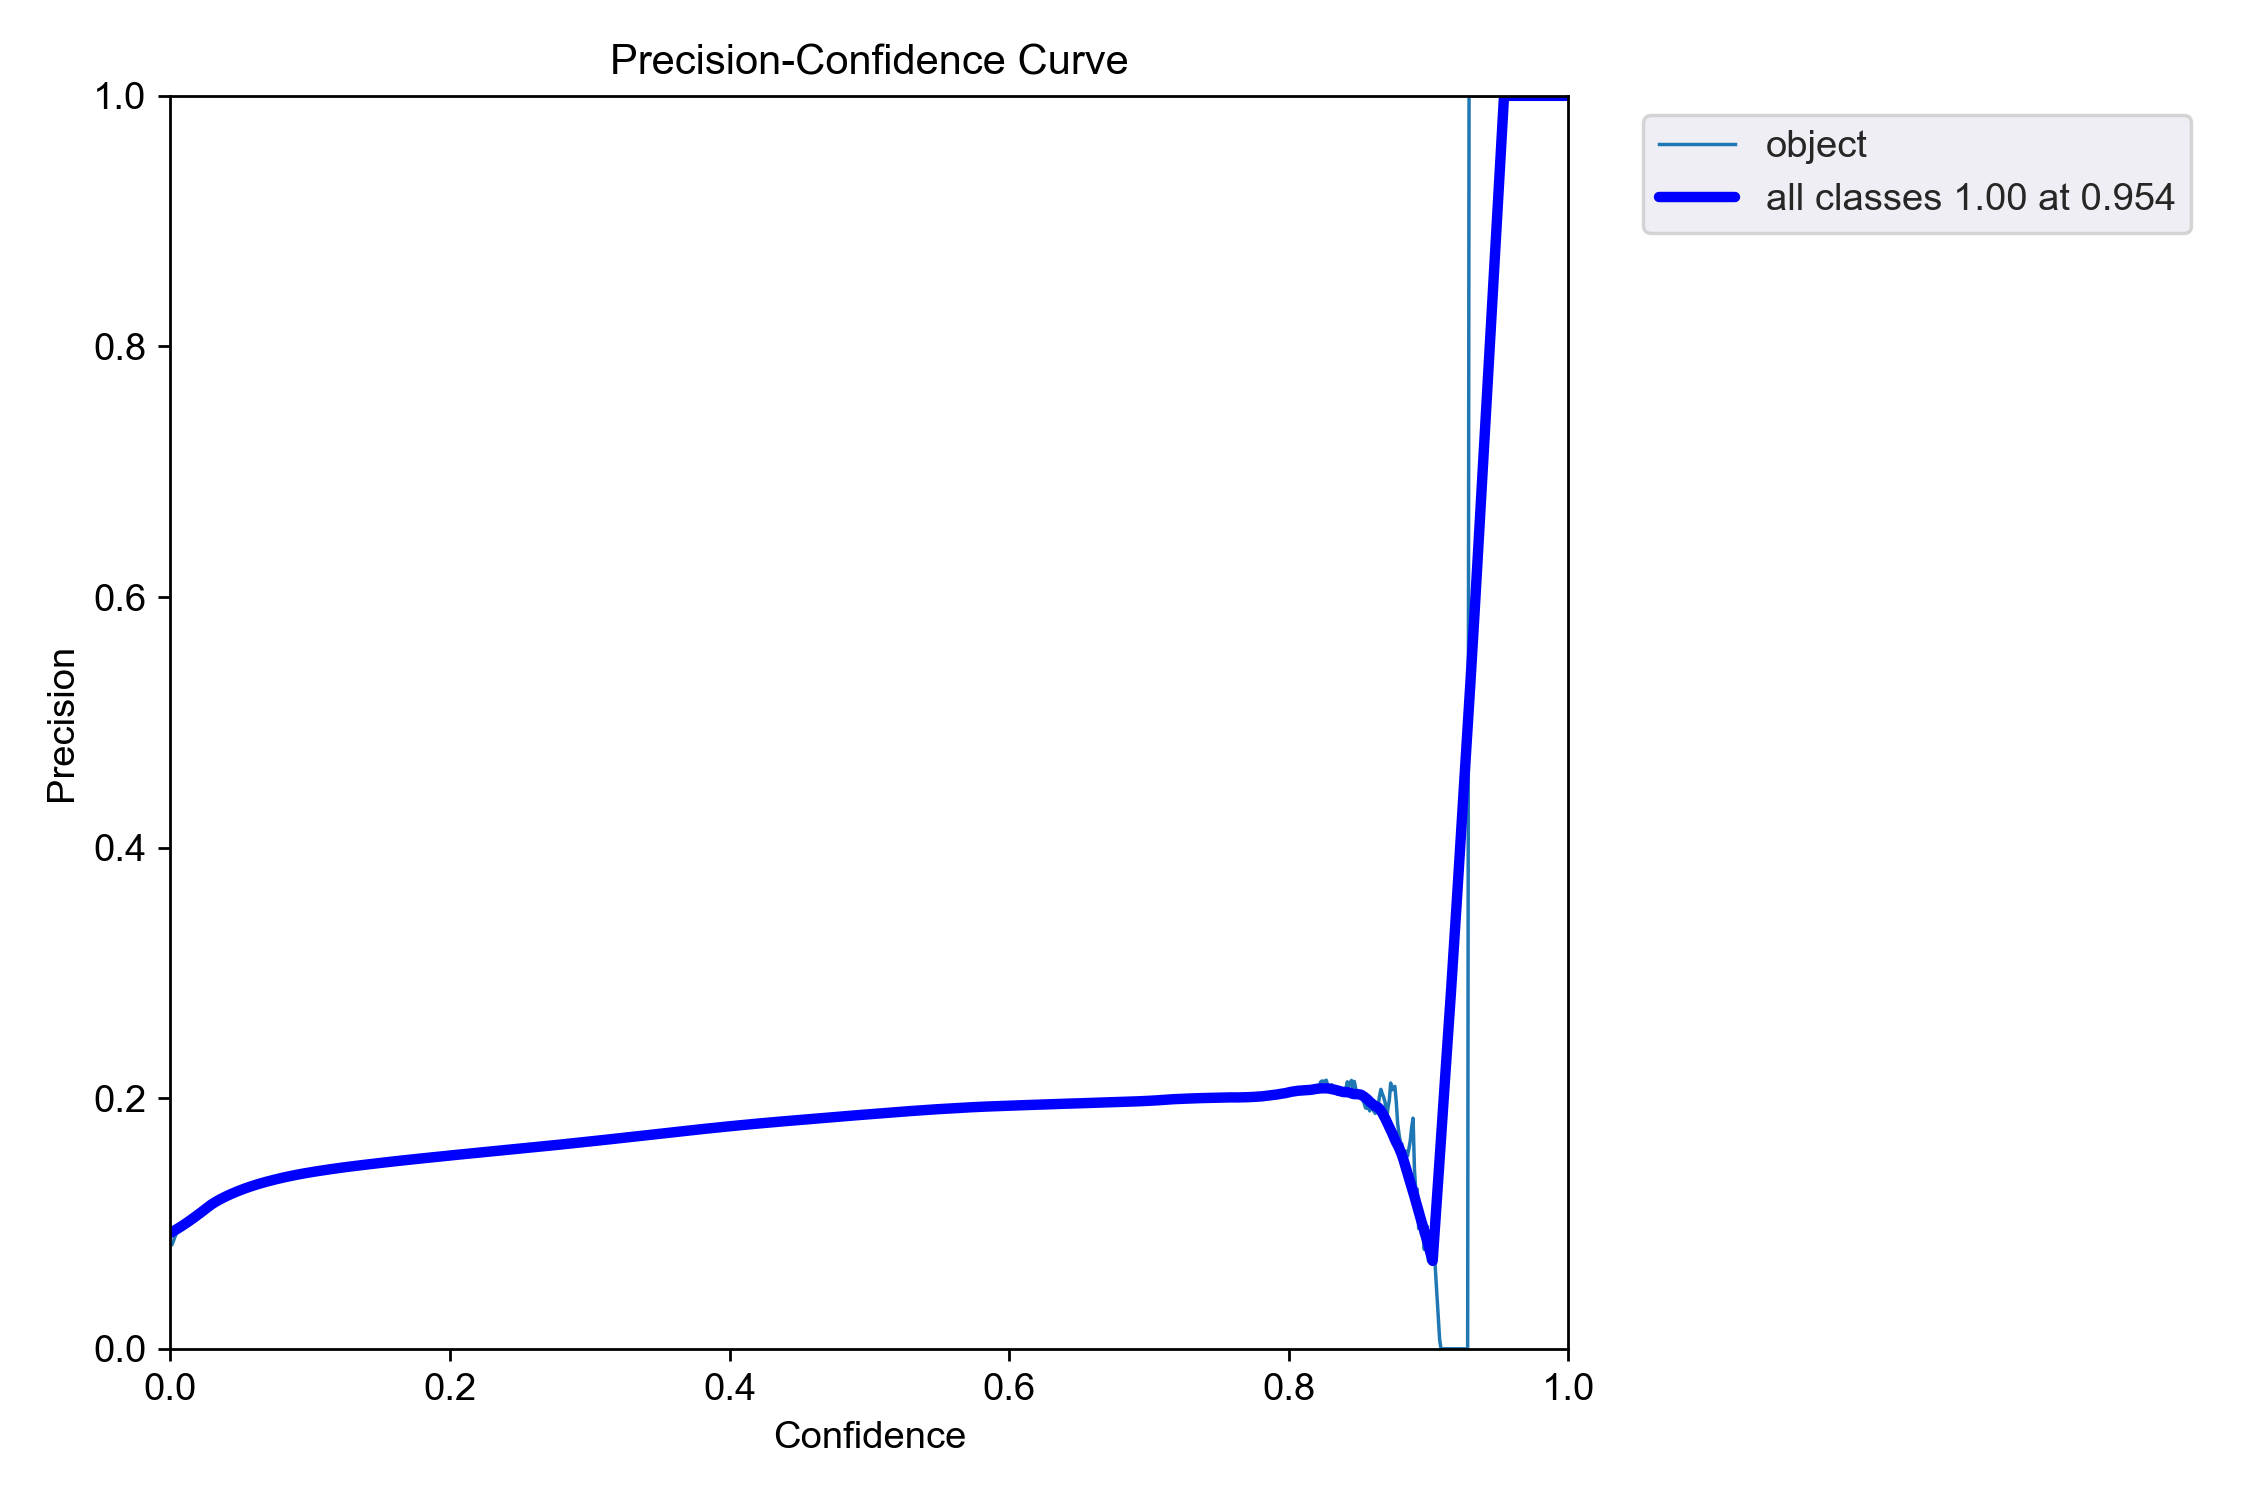 Precision-Confidence Curve
1.0
0.8
0.6
0.4
0.2
0.0
Precision
0.0 0.2 0.4 0.6 0.8 1.0
Confidence
object
all classes 1.00 at 0.954